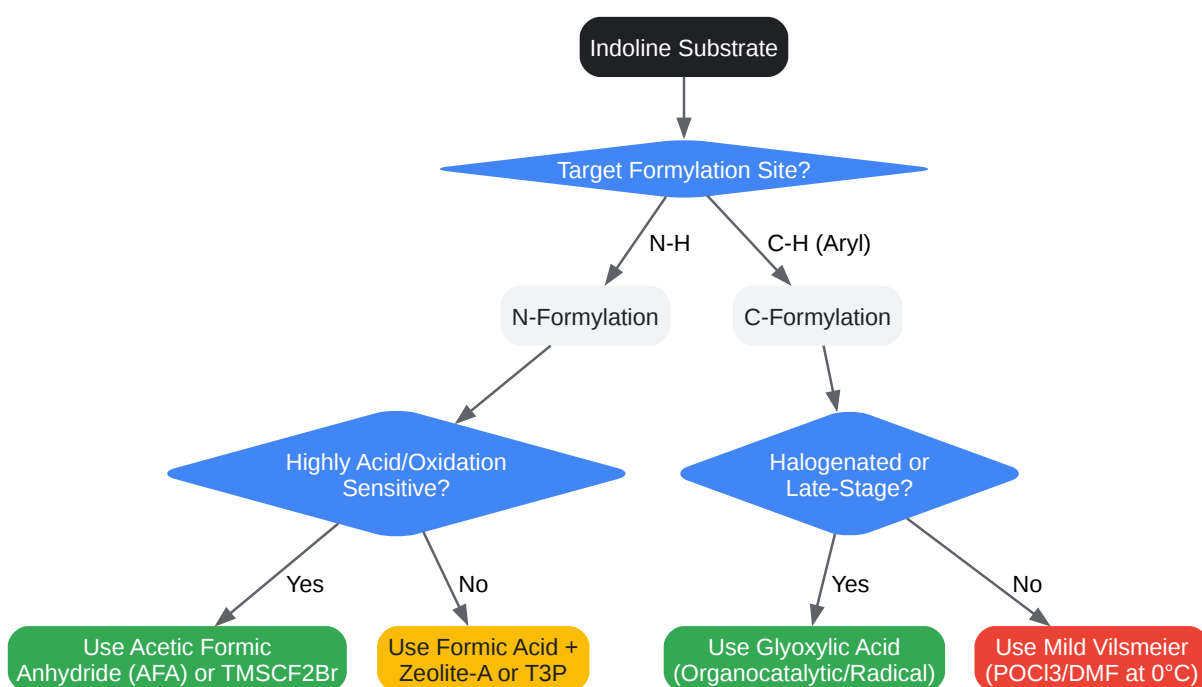 Indoline Substrate
Target Formylation Site?
N-H
C-H (Aryl)
N-Formylation
C-Formylation
Highly Acid/Oxidation
Sensitive?
Halogenated or
Late-Stage?
Yes
No
Yes
No
Use Acetic Formic
Anhydride (AFA) or TMSCF2Br
Use Formic Acid +
Zeolite-A or T3P
Use Glyoxylic Acid
(Organocatalytic/Radical)
Use Mild Vilsmeier
(POCl3/DMF at 0°C)